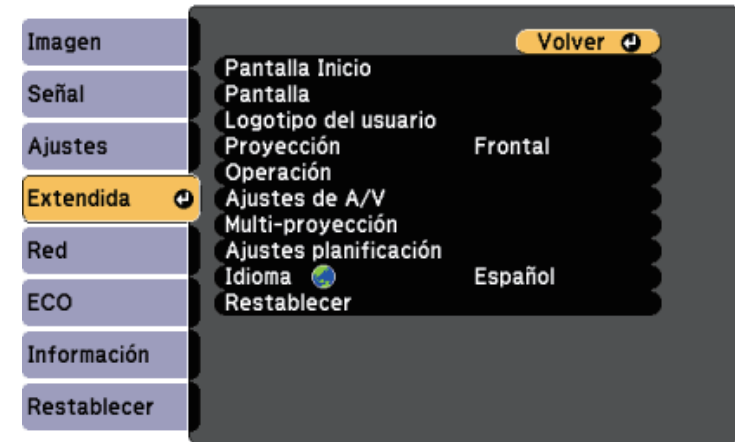 Imagen
Señal
Ajustes
Extendida
Red
ECO
Información
Restablecer
Volver
Pantalla Inicio
Pantalla
Logotipo del usuario
Proyección Frontal
Operación
Ajustes de A/V
Multi-proyección
Ajustes planificación
Idioma Español
Restablecer